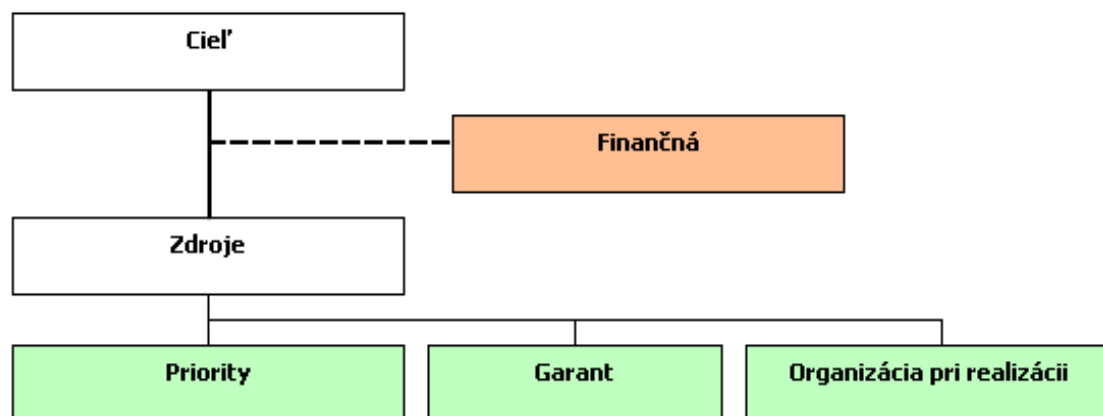 Cieľ
Finančná
Zdroje
Priority
Garant
Organizácia pri realizácii